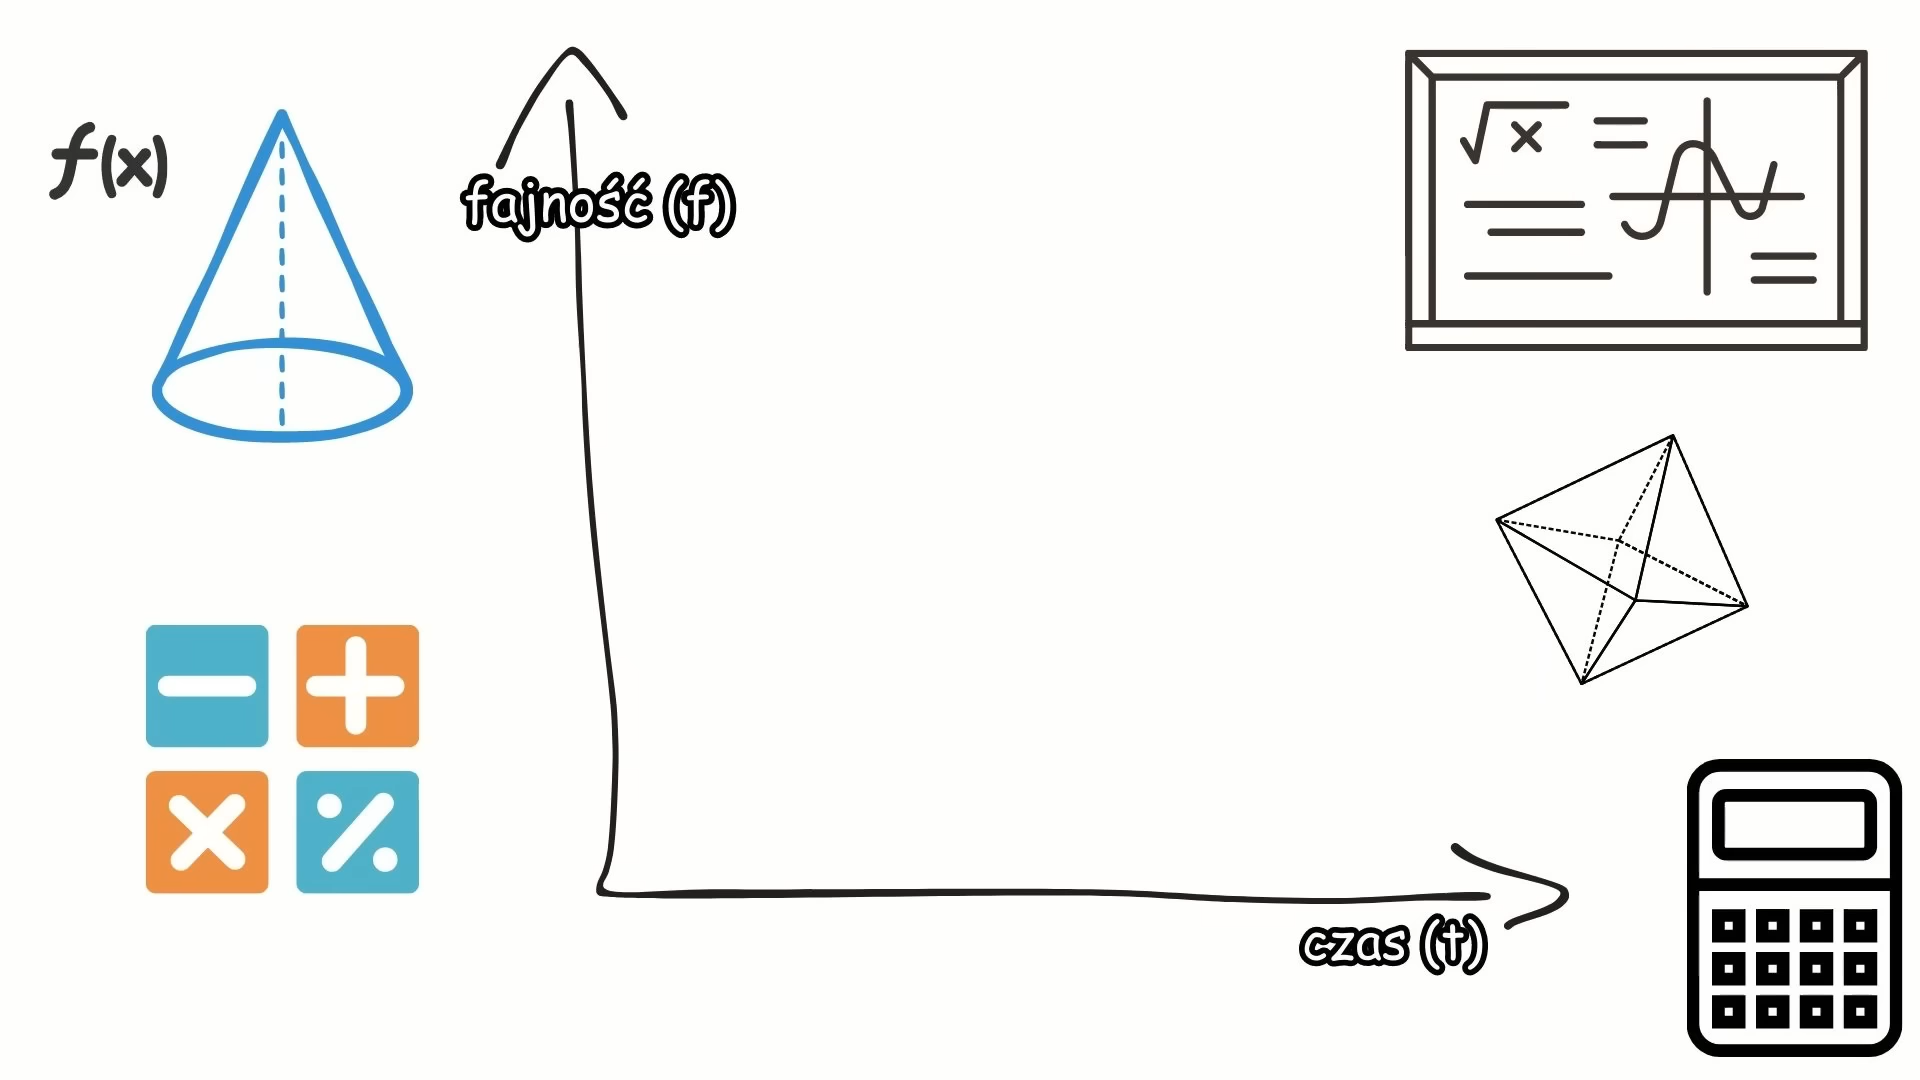 f(x)
fajność (f)
√x =
czas (t)